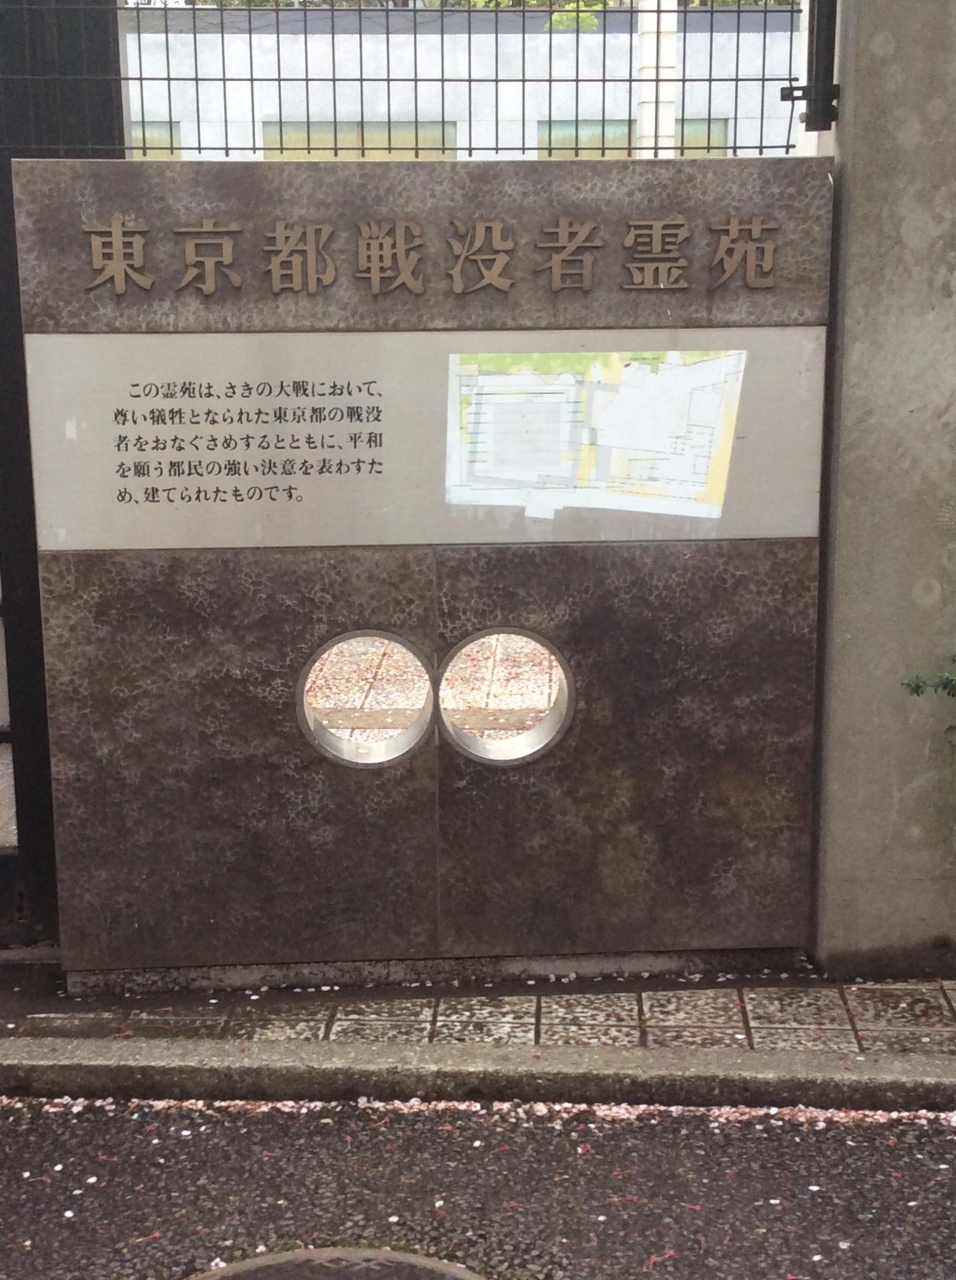 東京都戦没者霊苑
この霊苑は、さきの大戦において、
尊い犠牲となられた東京都の戦没
者をおなぐさめするとともに、平和
を願う都民の強い決意を表わすた
め、建てられたものです。